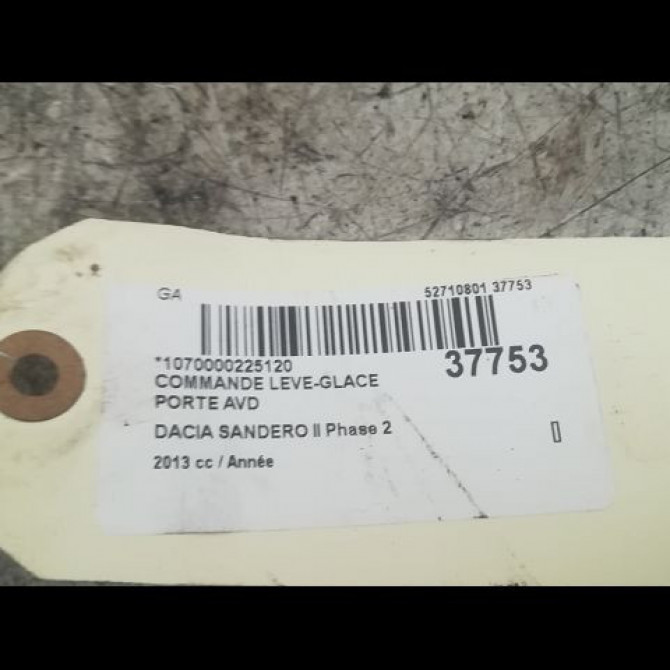 GA 52710801 37753
*1070000225120 37753
COMMANDE LEVE-GLACE
PORTE AVD
DACIA SANDERO II Phase 2
2013 cc / Année